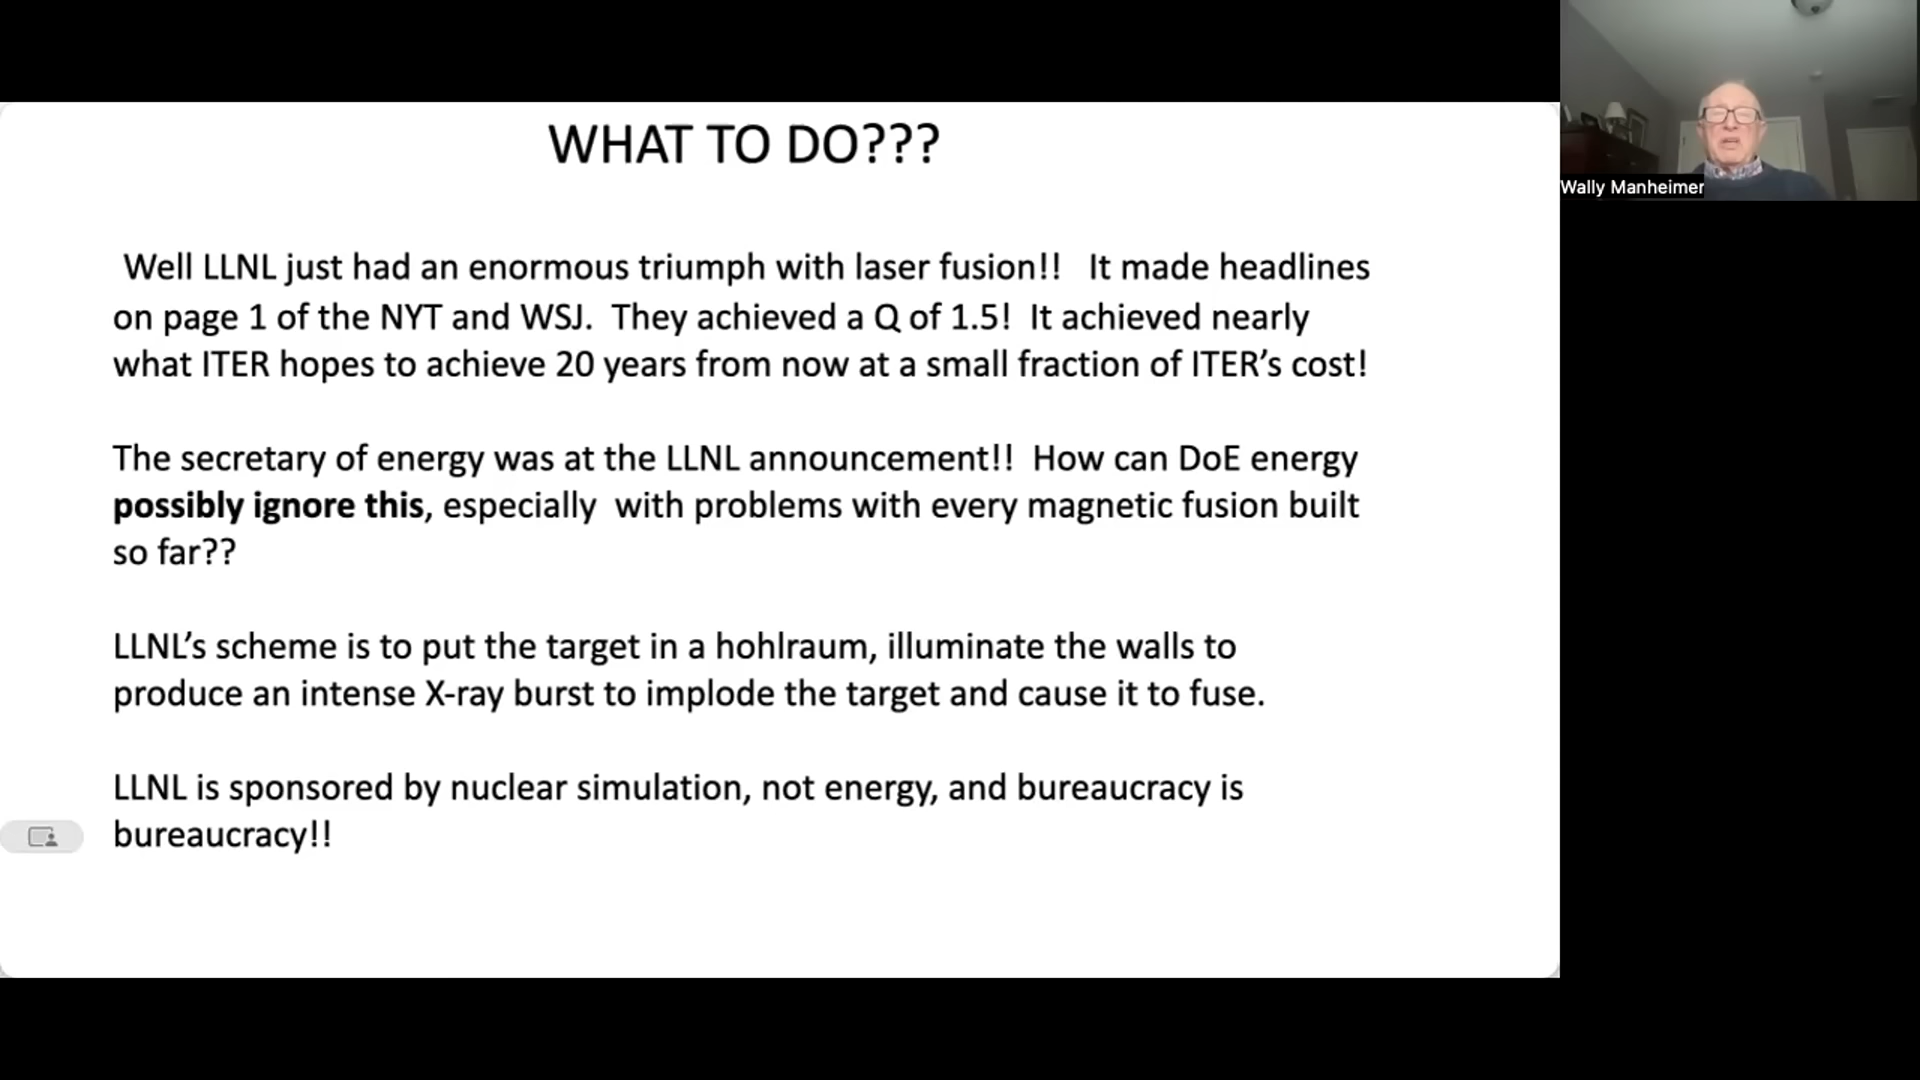 WHAT TO DO???
Well LLNL just had an enormous triumph with laser fusion!! It made headlines
on page 1 of the NYT and WSJ. They achieved a Q of 1.5! It achieved nearly
what ITER hopes to achieve 20 years from now at a small fraction of ITER's cost!
The secretary of energy was at the LLNL announcement!! How can DoE energy
possibly ignore this, especially with problems with every magnetic fusion built
so far??
LLNL's scheme is to put the target in a hohlraum, illuminate the walls to
produce an intense X-ray burst to implode the target and cause it to fuse.
LLNL is sponsored by nuclear simulation, not energy, and bureaucracy is
bureaucracy!!
Wally Manheimer